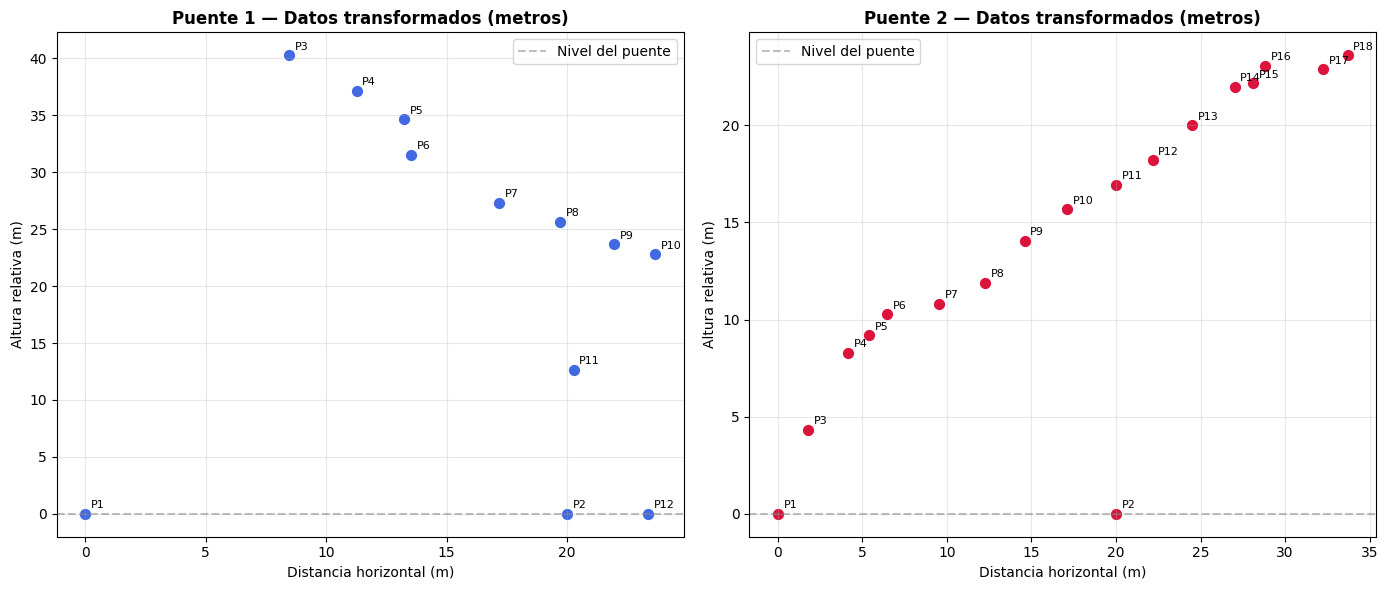 Puente 1 — Datos transformados (metros)
Nivel del puente
P3
P4
P5
P6
P7
P8
P9
P10
P11
P1
P2
P12
40
35
30
25
20
15
10
5
0
Altura relativa (m)
0
5
10
15
20
Distancia horizontal (m)
Puente 2 — Datos transformados (metros)
Nivel del puente
P18
P16
P17
P15
P14
P13
P12
P11
P10
P9
P8
P7
P6
P5
P4
P3
P1
P2
20
15
10
5
0
Altura relativa (m)
0
5
10
15
20
25
30
35
Distancia horizontal (m)